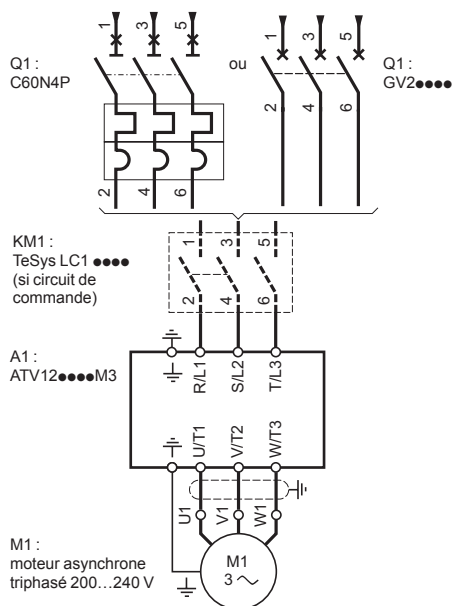 1 3 5
1 3 5
Q1 :
C60N4P
ou
Q1 :
GV2●●●●
2 4 6
2 4 6
KM1 :
TeSys LC1 ●●●●
(si circuit de
commande)
1 3 5
2 4 6
A1 :
ATV12●●●●M3
R/L1 S/L2 T/L3
U/T1 V/T2 W/T3
U1 V1 W1
M1 :
moteur asynchrone
triphasé 200…240 V
M1
3 ~